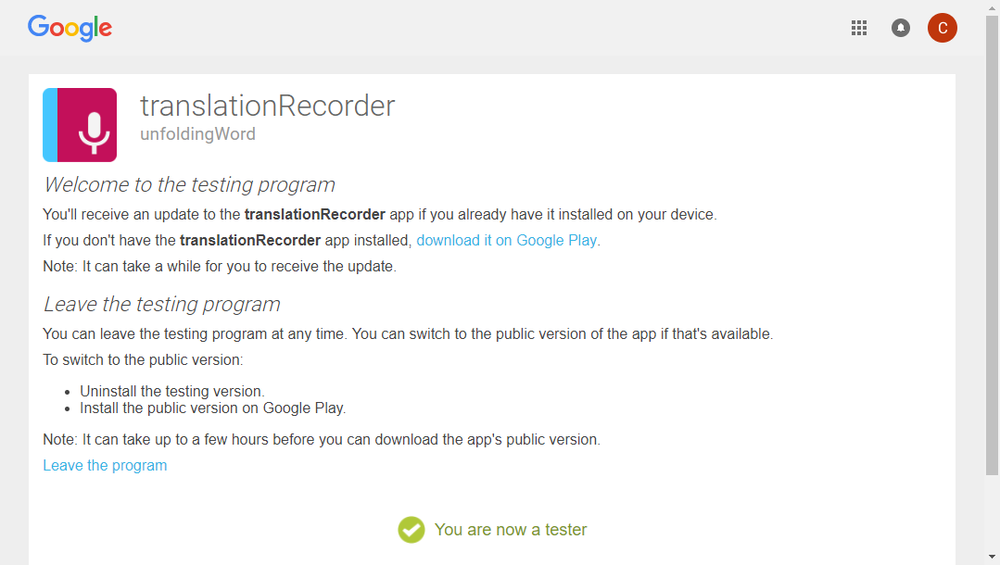 Google
C
translationRecorder
unfoldingWord
Welcome to the testing program
You'll receive an update to the translationRecorder app if you already have it installed on your device.
If you don't have the translationRecorder app installed, download it on Google Play.
Note: It can take a while for you to receive the update.
Leave the testing program
You can leave the testing program at any time. You can switch to the public version of the app if that's available.
To switch to the public version:
• Uninstall the testing version.
• Install the public version on Google Play.
Note: It can take up to a few hours before you can download the app's public version.
Leave the program
You are now a tester